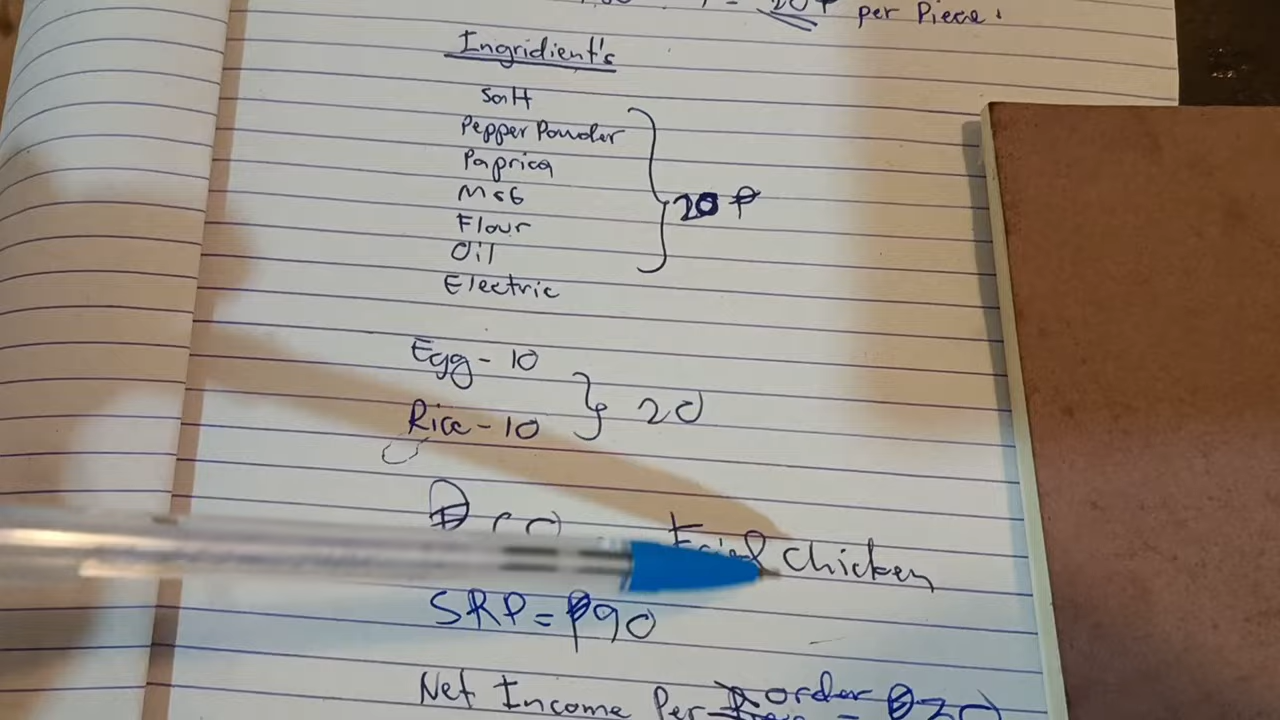 20 ₱ per Piece.
Ingridient's
Salt
Pepper Powder
Paprica
MSG
Flour
Oil
20 ₱
Electric
Egg - 10
Rice - 10
20
Fried Chicken
SRP = ₱90
Net Income Per order